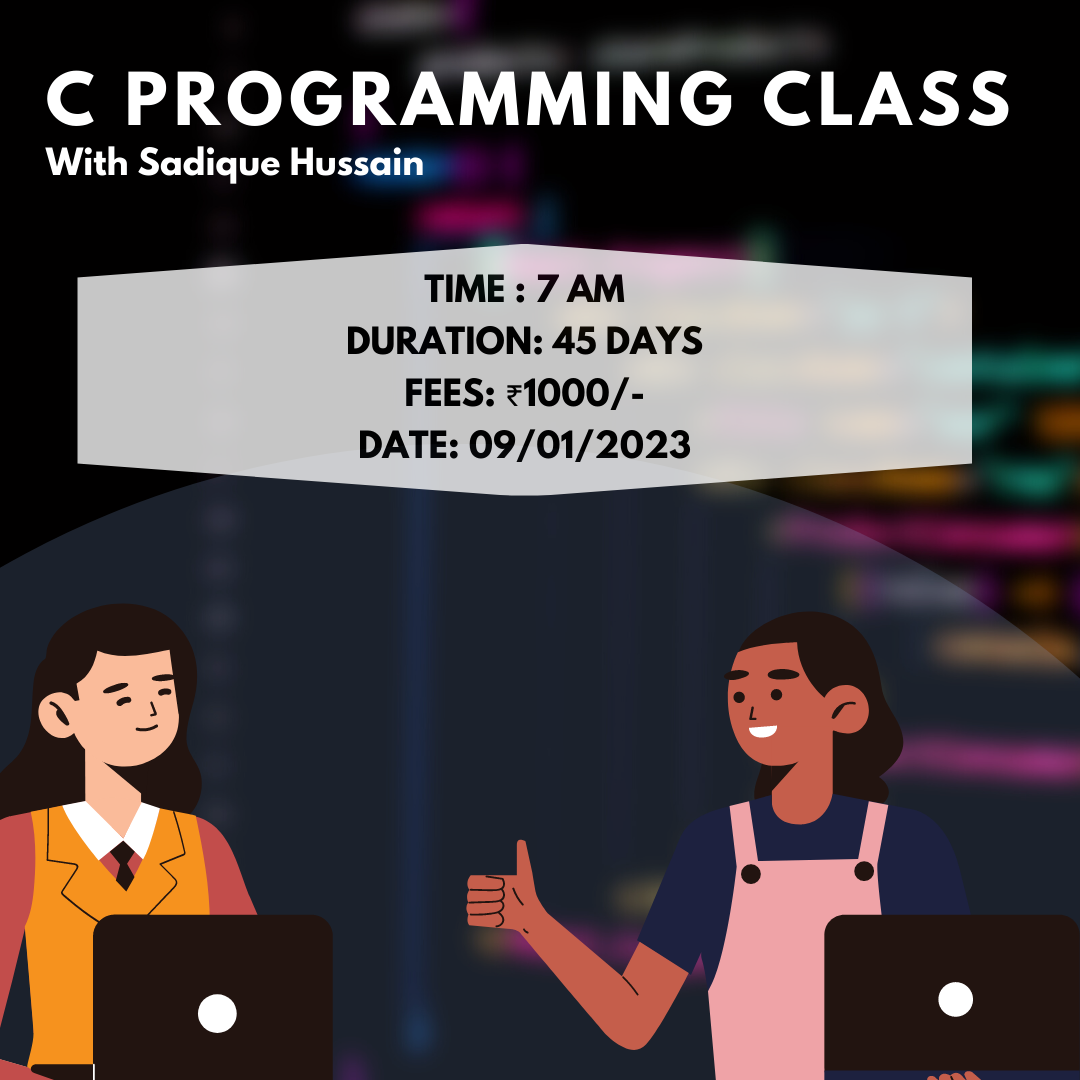 C PROGRAMMING CLASS
With Sadique Hussain
TIME : 7 AM
DURATION: 45 DAYS
FEES: ₹1000/-
DATE: 09/01/2023